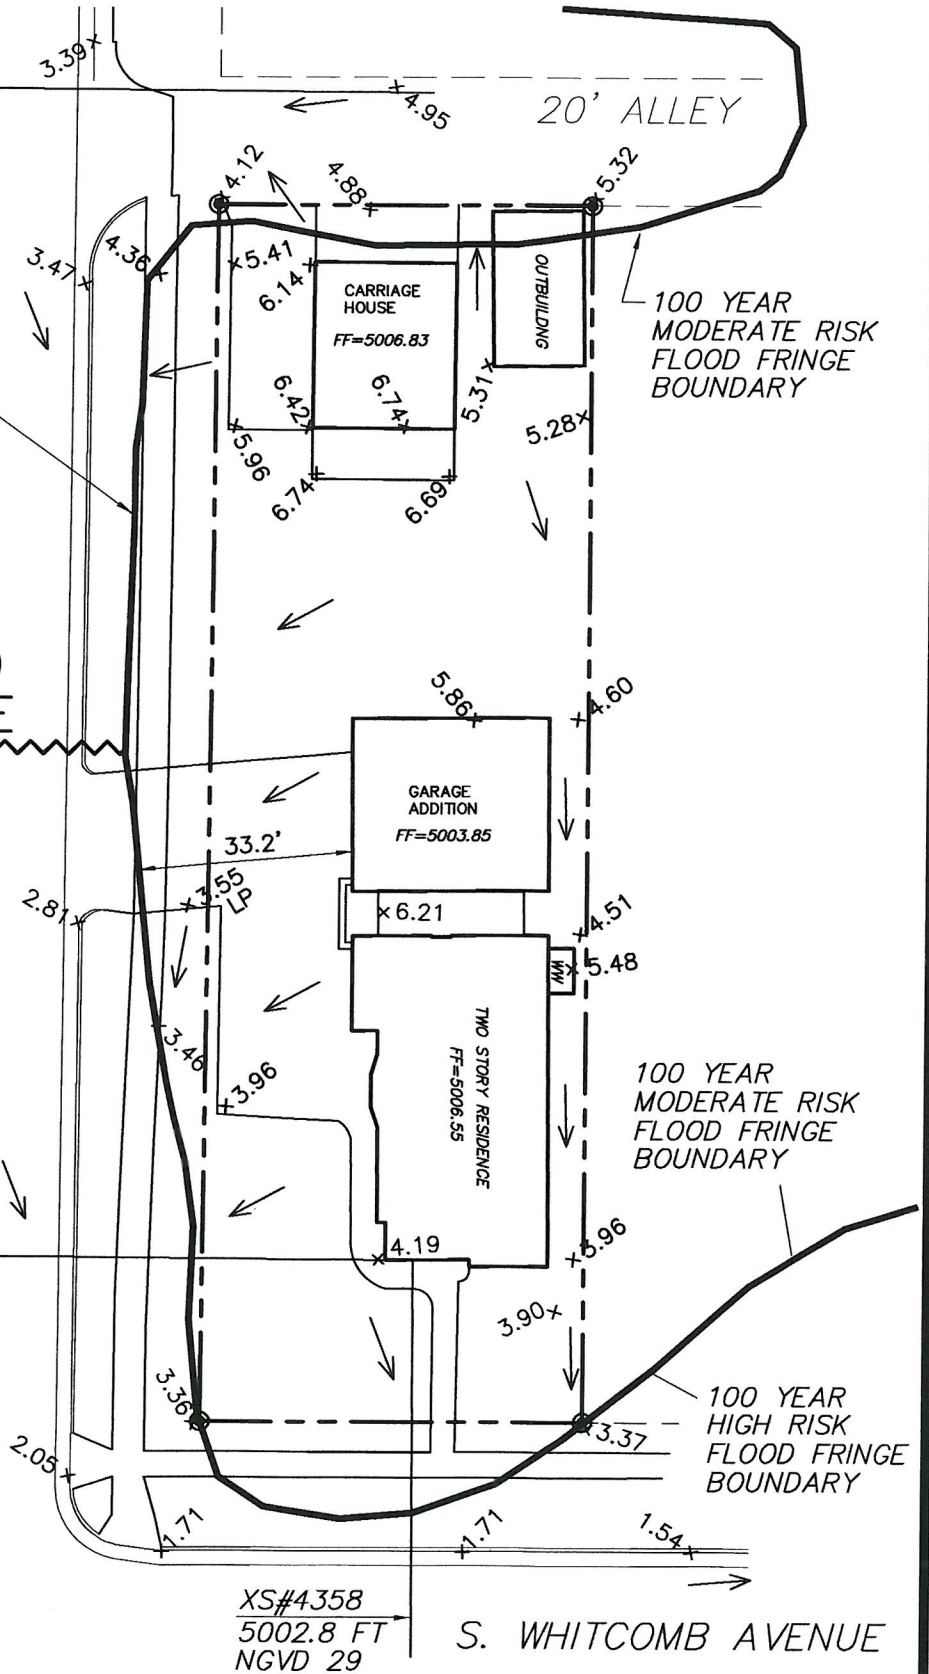 3.39
4.95
20' ALLEY
4.12
4.88
5.32
4.36
3.47
5.41
6.14
CARRIAGE
HOUSE
FF=5006.83
OUTBUILDNG
100 YEAR
MODERATE RISK
FLOOD FRINGE
BOUNDARY
6.42
6.74
5.31
5.28
5.96
6.74
6.69
5.86
4.60
GARAGE
ADDITION
FF=5003.85
33.2'
3.55
LP
2.81
6.21
4.51
WW
5.48
TWO STORY RESIDENCE
FF=5006.55
3.46
3.96
100 YEAR
MODERATE RISK
FLOOD FRINGE
BOUNDARY
4.19
3.96
3.90
3.36
3.37
100 YEAR
HIGH RISK
FLOOD FRINGE
BOUNDARY
2.05
1.71
1.71
1.54
XS#4358
5002.8 FT
NGVD 29
S. WHITCOMB AVENUE